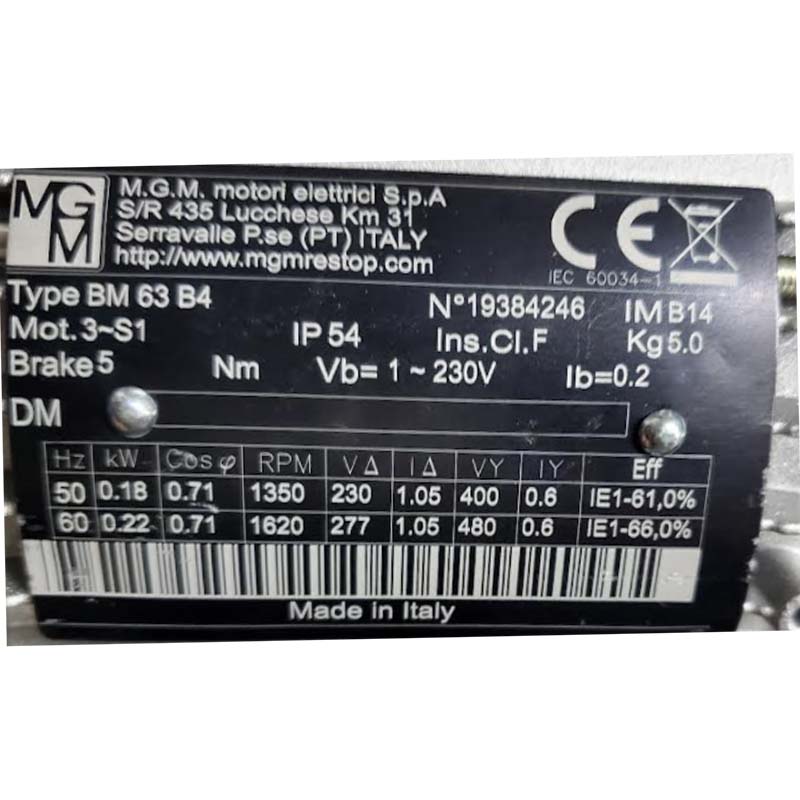 MGM
M.G.M. motori elettrici S.p.A
S/R 435 Lucchese Km 31
Serravalle P.se (PT) ITALY
http://www.mgmrestop.com
CE
IEC 60034-1
Type BM 63 B4 N°19384246 IM B14
Mot. 3~S1 IP 54 Ins.Cl.F Kg 5.0
Brake 5 Nm Vb= 1 ~ 230V Ib=0.2
DM
Hz kW Cos φ RPM V Δ I Δ VY IY Eff
50 0.18 0.71 1350 230 1.05 400 0.6 IE1-61,0%
60 0.22 0.71 1620 277 1.05 480 0.6 IE1-66,0%
Made in Italy